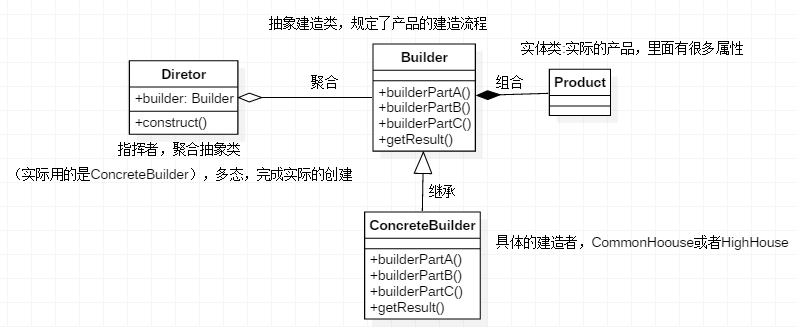 抽象建造类，规定了产品的建造流程
Builder
+builderPartA()
+builderPartB()
+builderPartC()
+getResult()
Diretor
+builder: Builder
+construct()
聚合
组合
实体类:实际的产品，里面有很多属性
Product
指挥者，聚合抽象类
（实际用的是ConcreteBuilder），多态，完成实际的创建
继承
ConcreteBuilder
+builderPartA()
+builderPartB()
+builderPartC()
+getResult()
具体的建造者，CommonHoouse或者HighHouse